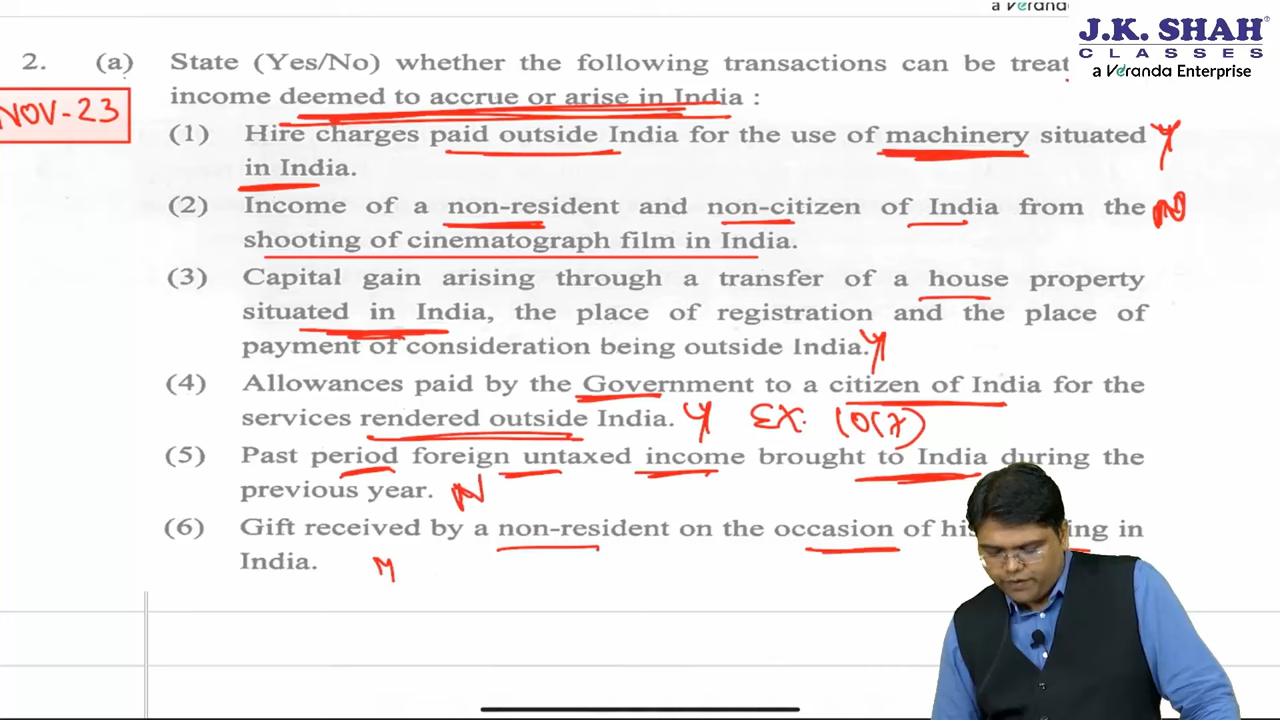 a Veranda
J.K. SHAH
CLASSES
a Veranda Enterprise
2. (a) State (Yes/No) whether the following transactions can be treat
income deemed to accrue or arise in India :
NOV-23
(1) Hire charges paid outside India for the use of machinery situated Y
in India.
(2) Income of a non-resident and non-citizen of India from the NO
shooting of cinematograph film in India.
(3) Capital gain arising through a transfer of a house property
situated in India, the place of registration and the place of
payment of consideration being outside India. Y
(4) Allowances paid by the Government to a citizen of India for the
services rendered outside India. Y EX. 10(7)
(5) Past period foreign untaxed income brought to India during the
previous year. N
(6) Gift received by a non-resident on the occasion of his ing in
India.